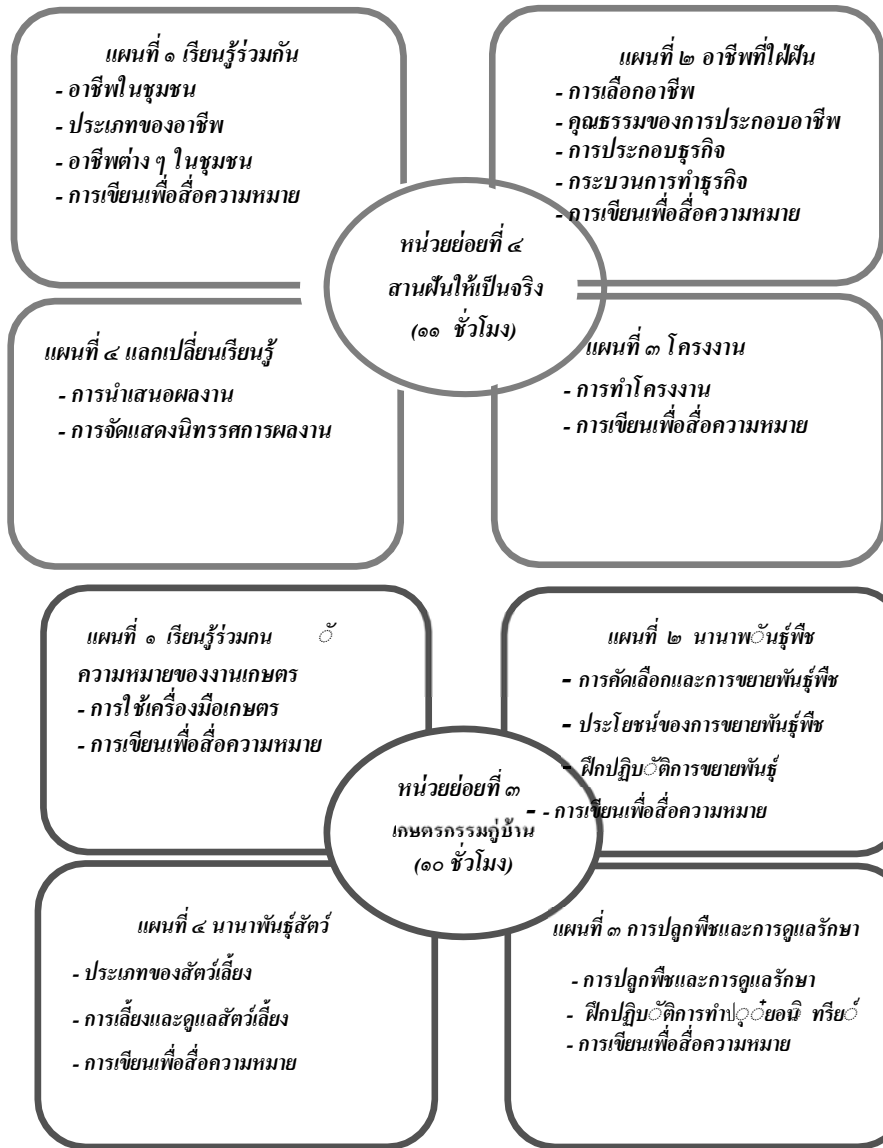 แผนที่ ๑ เรียนรู้ร่วมกัน
- อาชีพในชุมชน
- ประเภทของอาชีพ
- อาชีพต่าง ๆ ในชุมชน
- การเขียนเพื่อสื่อความหมาย
แผนที่ ๒ อาชีพที่ใฝ่ฝัน
- การเลือกอาชีพ
- คุณธรรมของการประกอบอาชีพ
- การประกอบธุรกิจ
- กระบวนการทำธุรกิจ
- การเขียนเพื่อสื่อความหมาย
หน่วยย่อยที่ ๔
สานฝันให้เป็นจริง
(๑๑ ชั่วโมง)
แผนที่ ๔ แลกเปลี่ยนเรียนรู้
- การนำเสนอผลงาน
- การจัดแสดงนิทรรศการผลงาน
แผนที่ ๓ โครงงาน
- การทำโครงงาน
- การเขียนเพื่อสื่อความหมาย
แผนที่ ๑ เรียนรู้ร่วมกน ั
ความหมายของงานเกษตร
- การใช้เครื่องมือเกษตร
- การเขียนเพื่อสื่อความหมาย
แผนที่ ๒ นานาพันธุ์พืช
- การคัดเลือกและการขยายพันธุ์พืช
- ประโยชน์ของการขยายพันธุ์พืช
- ฝึกปฏิบัติการขยายพันธุ์
- - การเขียนเพื่อสื่อความหมาย
หน่วยย่อยที่ ๓
เกษตรกรรมคู่บ้าน
(๑๐ ชั่วโมง)
แผนที่ ๔ นานาพันธุ์สัตว์
- ประเภทของสัตว์เลี้ยง
- การเลี้ยงและดูแลสัตว์เลี้ยง
- การเขียนเพื่อสื่อความหมาย
แผนที่ ๓ การปลูกพืชและการดูแลรักษา
- การปลูกพืชและการดูแลรักษา
- ฝึกปฏิบัติการทำปุ๋ยอนิ ทรีย์
- การเขียนเพื่อสื่อความหมาย